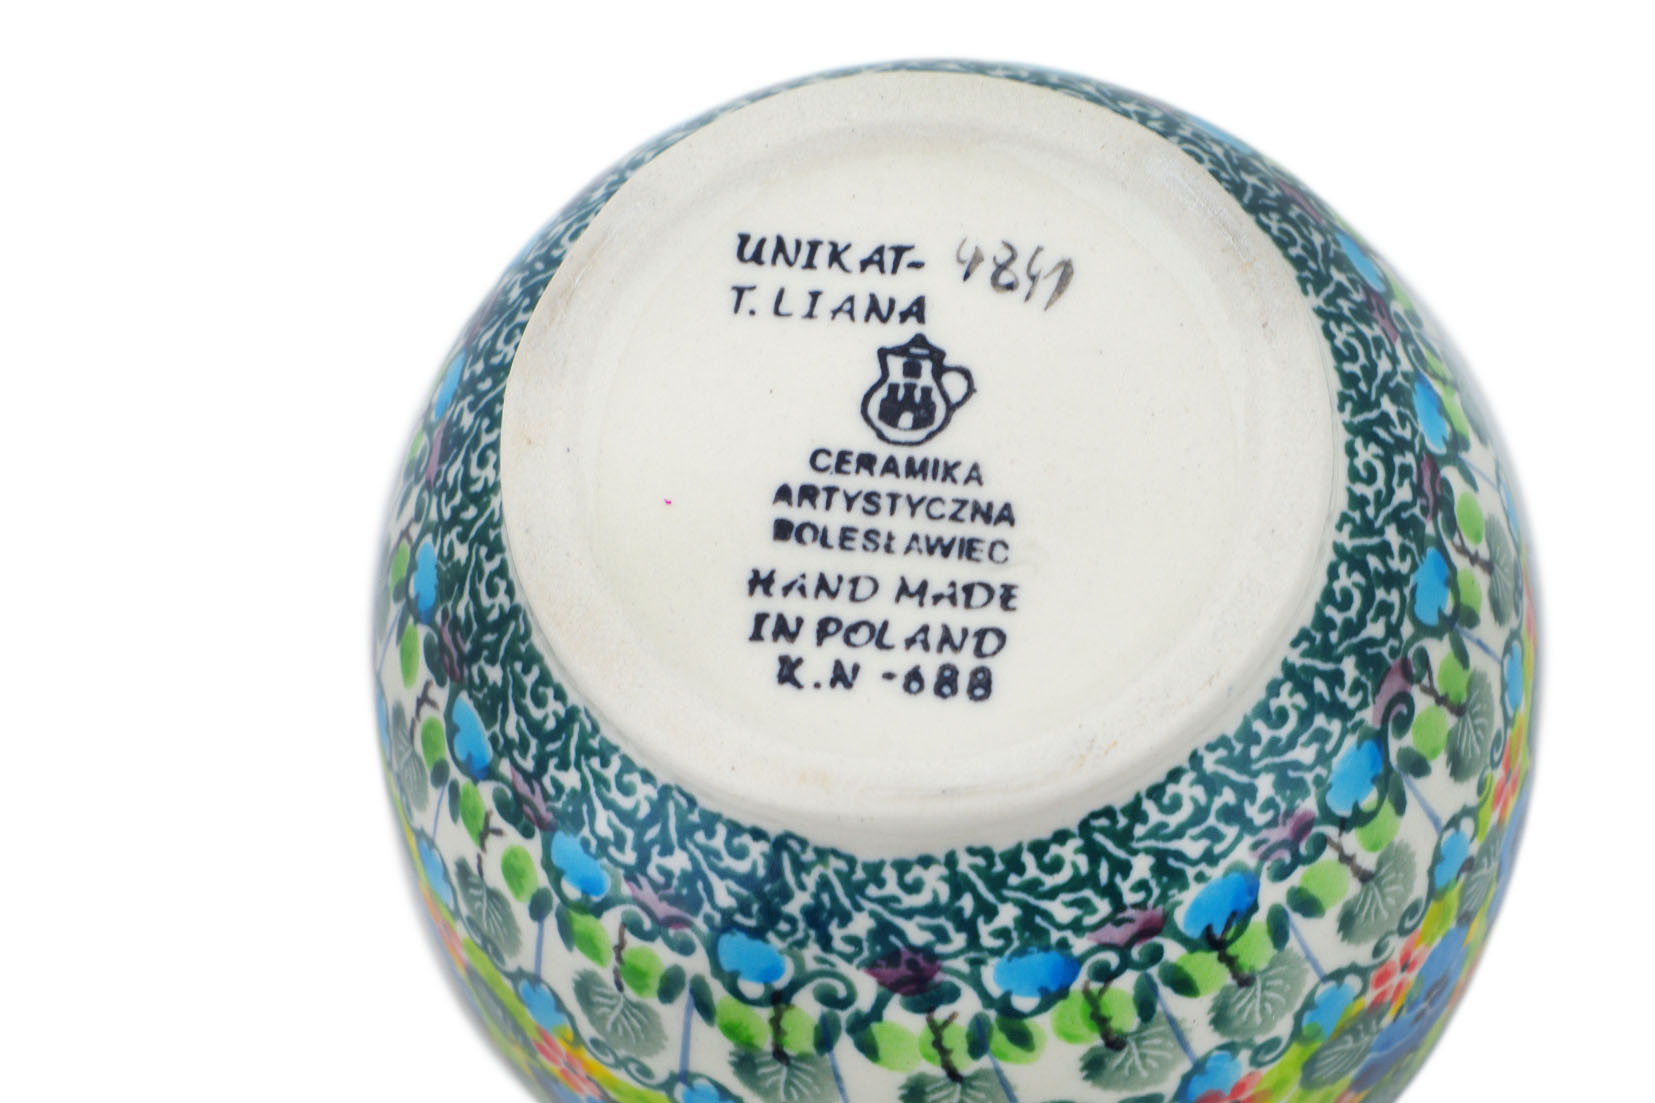 UNIKAT- 4841
T. LIANA
CERAMIKA
ARTYSTYCZNA
BOLESŁAWIEC
HAND MADE
IN POLAND
K.N -688